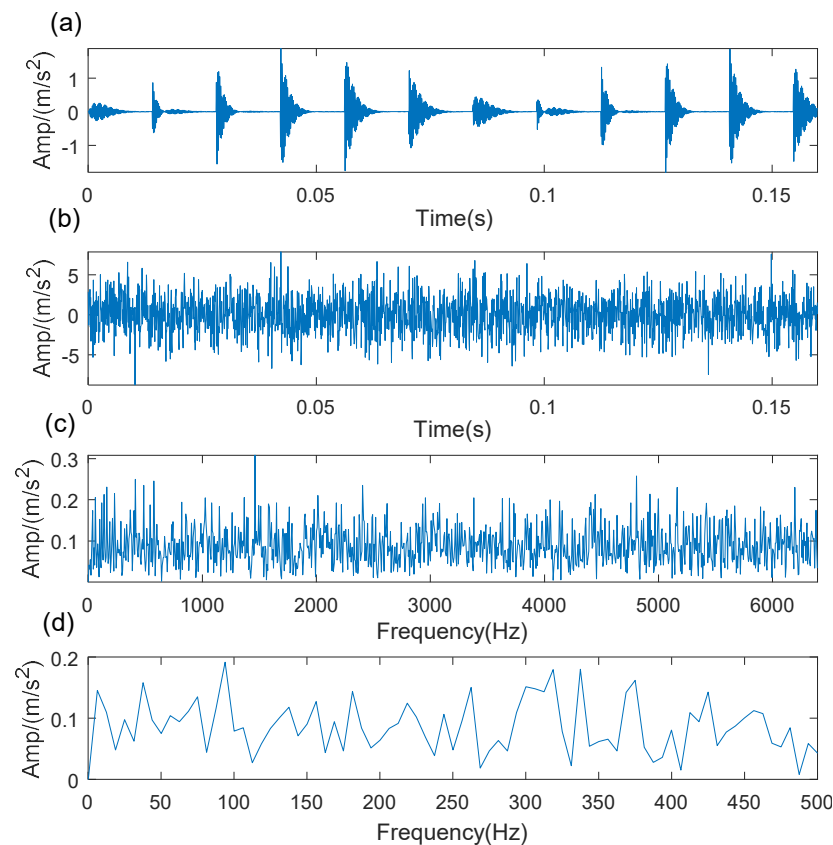 (a)
Amp/(m/s²)
1
0
-1
0 0.05 0.1 0.15
Time(s)
(b)
Amp/(m/s²)
5
0
-5
0 0.05 0.1 0.15
Time(s)
(c)
Amp/(m/s²)
0.3
0.2
0.1
0 1000 2000 3000 4000 5000 6000
Frequency(Hz)
(d)
Amp/(m/s²)
0.2
0.1
0
0 50 100 150 200 250 300 350 400 450 500
Frequency(Hz)